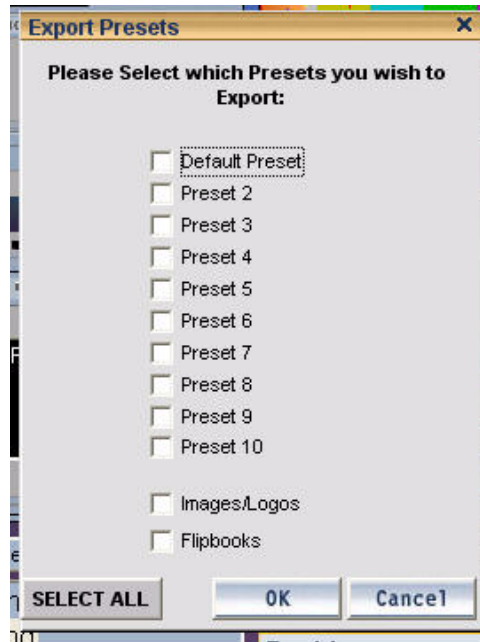 Export Presets
Please Select which Presets you wish to
Export:
Default Preset
Preset 2
Preset 3
Preset 4
Preset 5
Preset 6
Preset 7
Preset 8
Preset 9
Preset 10
Images/Logos
Flipbooks
SELECT ALL OK Cancel